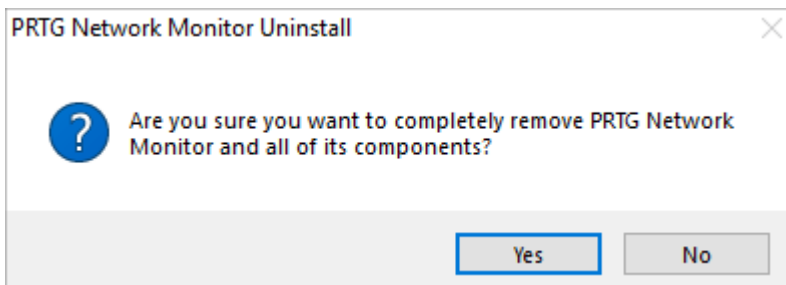 PRTG Network Monitor Uninstall
Are you sure you want to completely remove PRTG Network
Monitor and all of its components?
Yes No